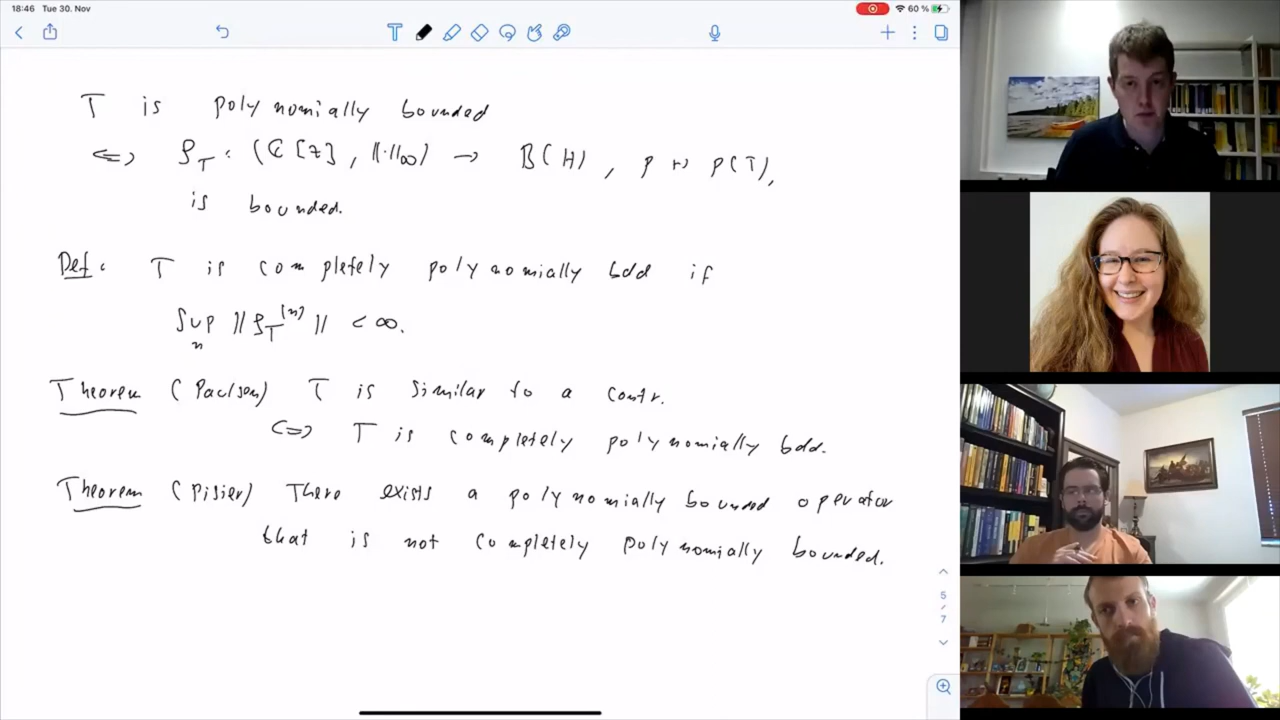 18:46 Tue 30. Nov
60 %
T is polynomially bounded
⟺ ρ_T : (ℂ[z], ||·||_∞) → B(H), p ↦ p(T),
is bounded.
Def: T is completely polynomially bdd if
sup_n ||ρ_T^(n)|| < ∞.
Theorem (Paulsen) T is similar to a contr.
⟺ T is completely polynomially bdd.
Theorem (Pisier) There exists a polynomially bounded operator
that is not completely polynomially bounded.
5
/
7